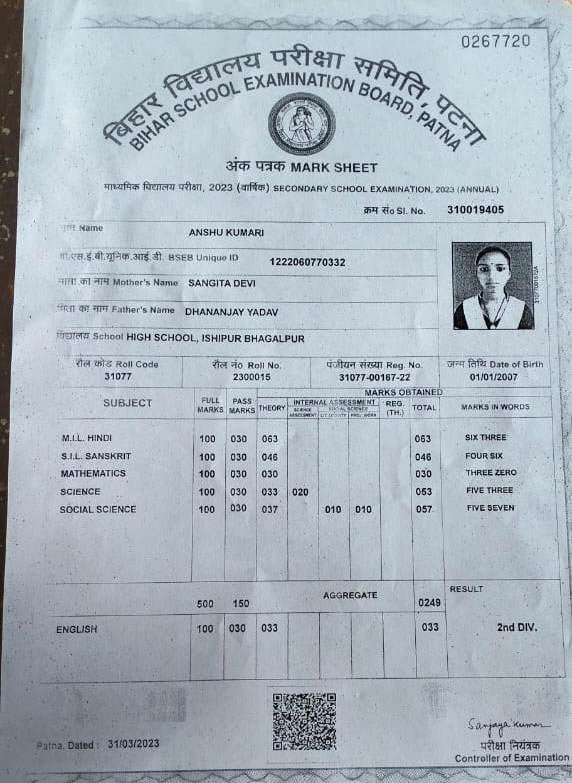 0267720
बिहार विद्यालय परीक्षा समिति, पटना
BIHAR SCHOOL EXAMINATION BOARD, PATNA
अंक पत्रक MARK SHEET
माध्यमिक विद्यालय परीक्षा, 2023 (वार्षिक) SECONDARY SCHOOL EXAMINATION, 2023 (ANNUAL)
क्रम सं० Sl. No. 310019405
Name ANSHU KUMARI
बी.एस.ई.बी.यूनिक.आई.डी. BSEB Unique ID 1222060770332
माता का नाम Mother's Name SANGITA DEVI
पिता का नाम Father's Name DHANANJAY YADAV
विद्यालय School HIGH SCHOOL, ISHIPUR BHAGALPUR
रौल कोड Roll Code रौल नं० Roll No. पंजीयन संख्या Reg. No. जन्म तिथि Date of Birth
31077 2300015 31077-00167-22 01/01/2007
SUBJECT FULL MARKS PASS MARKS MARKS OBTAINED
THEORY INTERNAL ASSESSMENT REG. (TH.) TOTAL MARKS IN WORDS
SCIENCE SOCIAL SCIENCE
M.I.L. HINDI 100 030 063 063 SIX THREE
S.I.L. SANSKRIT 100 030 046 046 FOUR SIX
MATHEMATICS 100 030 030 030 THREE ZERO
SCIENCE 100 030 033 020 053 FIVE THREE
SOCIAL SCIENCE 100 030 037 010 010 057 FIVE SEVEN
500 150 AGGREGATE 0249 RESULT
ENGLISH 100 030 033 033 2nd DIV.
Sanjaya Kumar
Patna, Dated : 31/03/2023
परीक्षा नियंत्रक
Controller of Examination